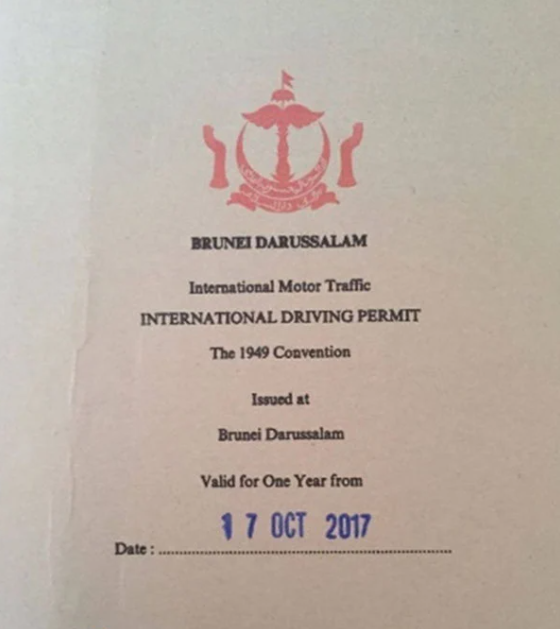 BRUNEI DARUSSALAM
International Motor Traffic
INTERNATIONAL DRIVING PERMIT
The 1949 Convention
Issued at
Brunei Darussalam
Valid for One Year from
17 OCT 2017
Date : ....................................................................